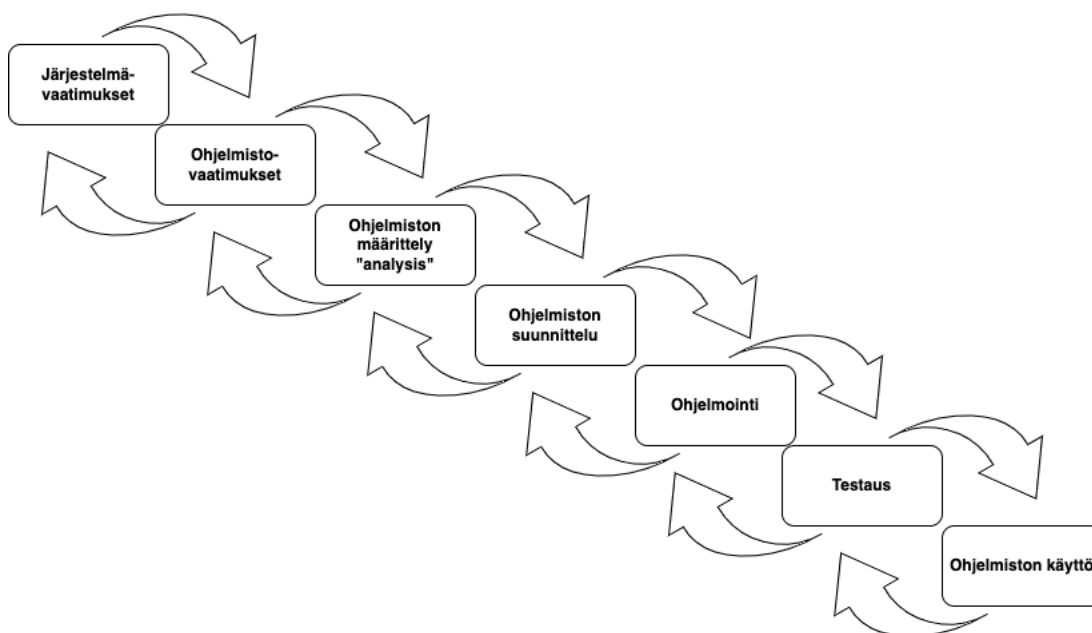 Järjestelmä-
vaatimukset
Ohjelmisto-
vaatimukset
Ohjelmiston
määrittely
"analysis"
Ohjelmiston
suunnittelu
Ohjelmointi
Testaus
Ohjelmiston käyttö